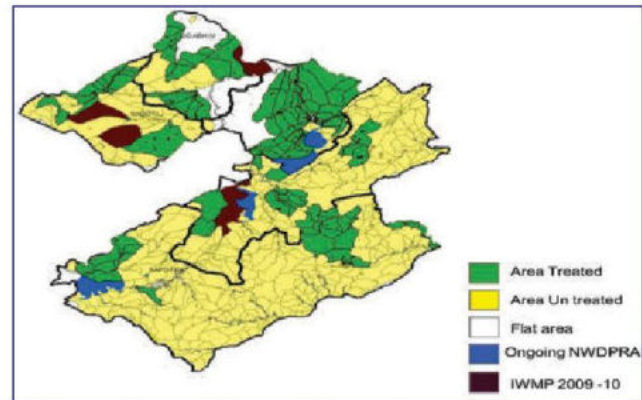 Area Treated
Area Un treated
Flat area
Ongoing NWDPRA
IWMP 2009 -10